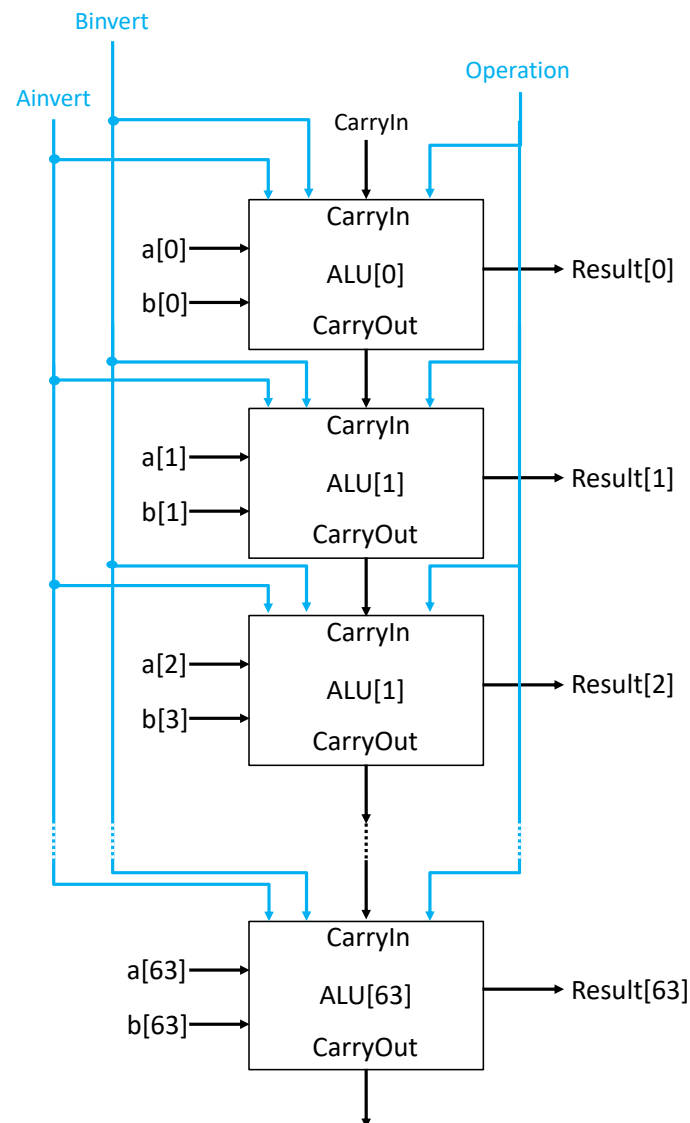 Binvert
Operation
Ainvert
CarryIn
CarryIn
a[0]
ALU[0]
Result[0]
b[0]
CarryOut
CarryIn
a[1]
ALU[1]
Result[1]
b[1]
CarryOut
CarryIn
a[2]
ALU[1]
Result[2]
b[3]
CarryOut
CarryIn
a[63]
ALU[63]
Result[63]
b[63]
CarryOut